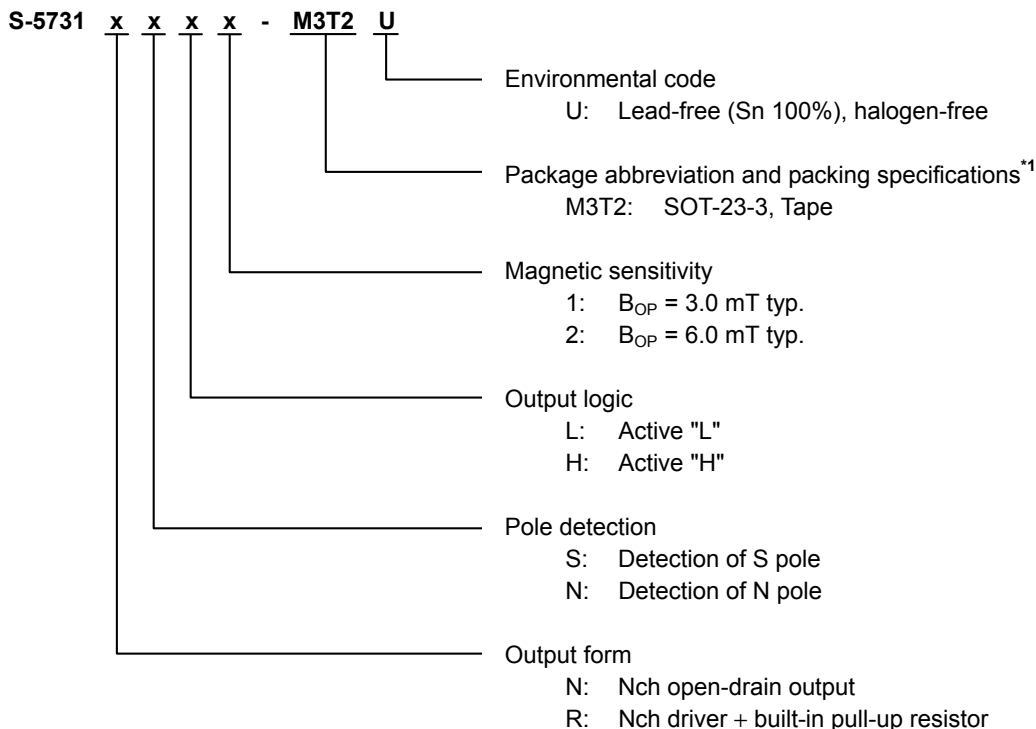 S-5731 x x x x - M3T2 U
Environmental code
U: Lead-free (Sn 100%), halogen-free
Package abbreviation and packing specifications*1
M3T2: SOT-23-3, Tape
Magnetic sensitivity
1: BOP = 3.0 mT typ.
2: BOP = 6.0 mT typ.
Output logic
L: Active "L"
H: Active "H"
Pole detection
S: Detection of S pole
N: Detection of N pole
Output form
N: Nch open-drain output
R: Nch driver + built-in pull-up resistor